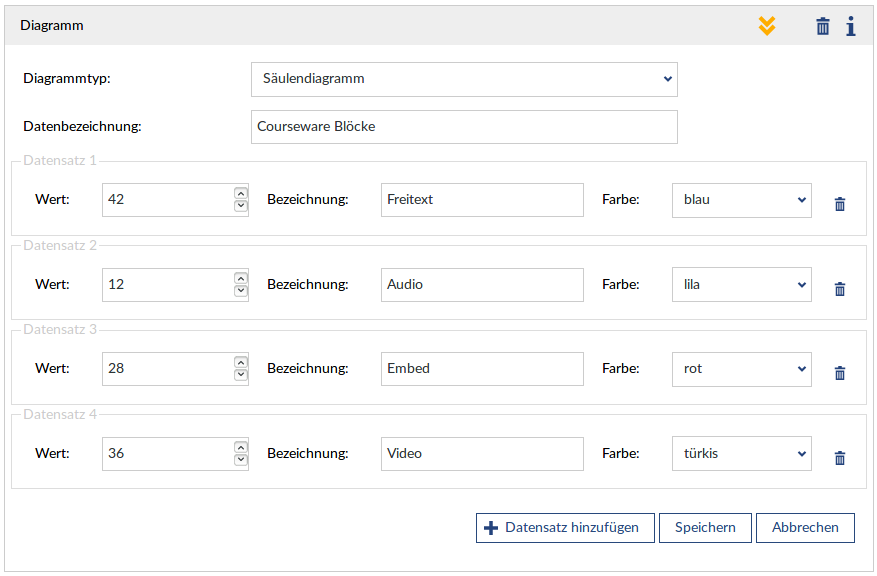 Diagramm
Diagrammtyp: Säulendiagramm
Datenbezeichnung: Courseware Blöcke
Datensatz 1
Wert: 42 Bezeichnung: Freitext Farbe: blau
Datensatz 2
Wert: 12 Bezeichnung: Audio Farbe: lila
Datensatz 3
Wert: 28 Bezeichnung: Embed Farbe: rot
Datensatz 4
Wert: 36 Bezeichnung: Video Farbe: türkis
Datensatz hinzufügen Speichern Abbrechen